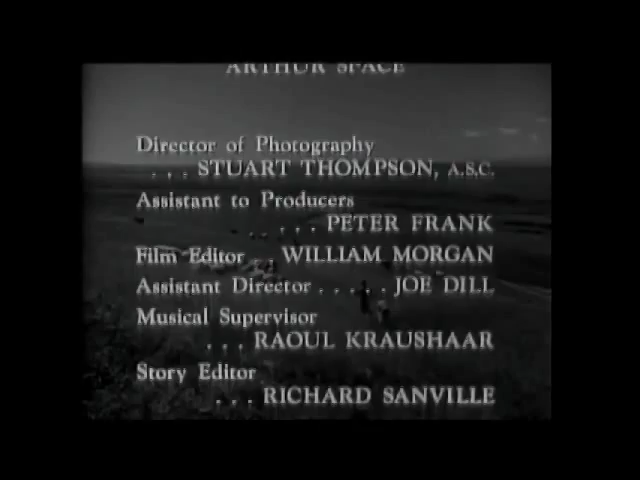 ARTHUR SPACE
Director of Photography
. . . STUART THOMPSON, A.S.C.
Assistant to Producers
. . . . . PETER FRANK
Film Editor . . WILLIAM MORGAN
Assistant Director . . . . . JOE DILL
Musical Supervisor
. . . RAOUL KRAUSHAAR
Story Editor
. . . RICHARD SANVILLE